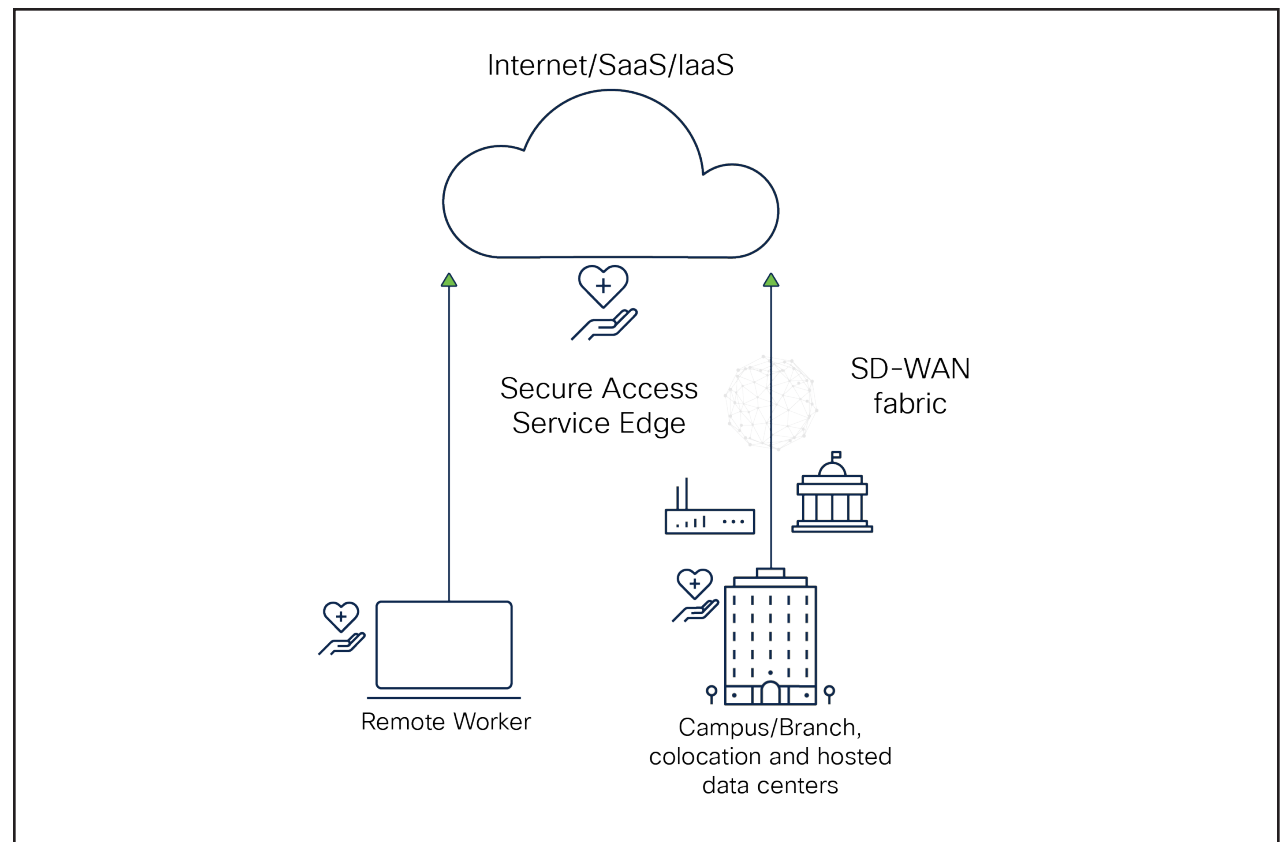 Internet/SaaS/IaaS
Secure Access
Service Edge
SD-WAN
fabric
Remote Worker
Campus/Branch,
colocation and hosted
data centers